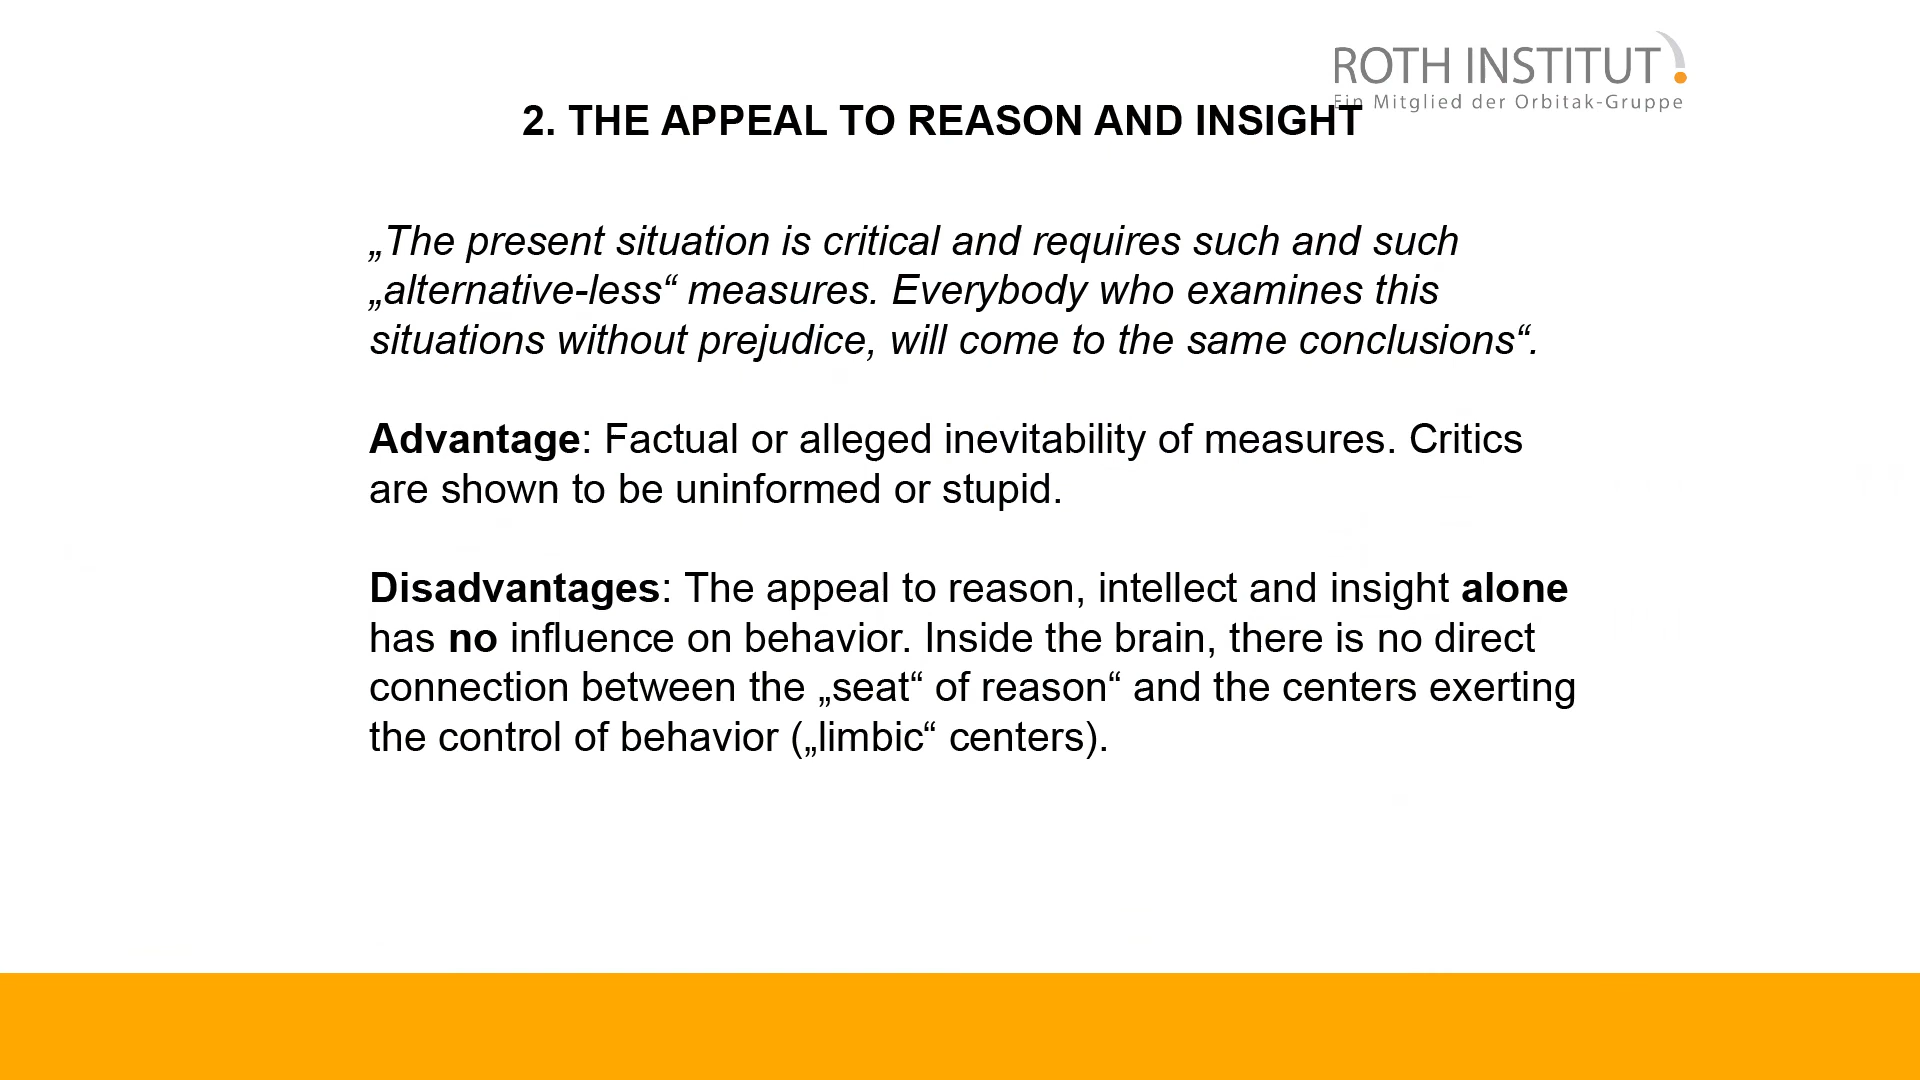 ROTH INSTITUT
Ein Mitglied der Orbitak-Gruppe
2. THE APPEAL TO REASON AND INSIGHT
„The present situation is critical and requires such and such
„alternative-less“ measures. Everybody who examines this
situations without prejudice, will come to the same conclusions“.
Advantage: Factual or alleged inevitability of measures. Critics
are shown to be uninformed or stupid.
Disadvantages: The appeal to reason, intellect and insight alone
has no influence on behavior. Inside the brain, there is no direct
connection between the „seat“ of reason“ and the centers exerting
the control of behavior („limbic“ centers).